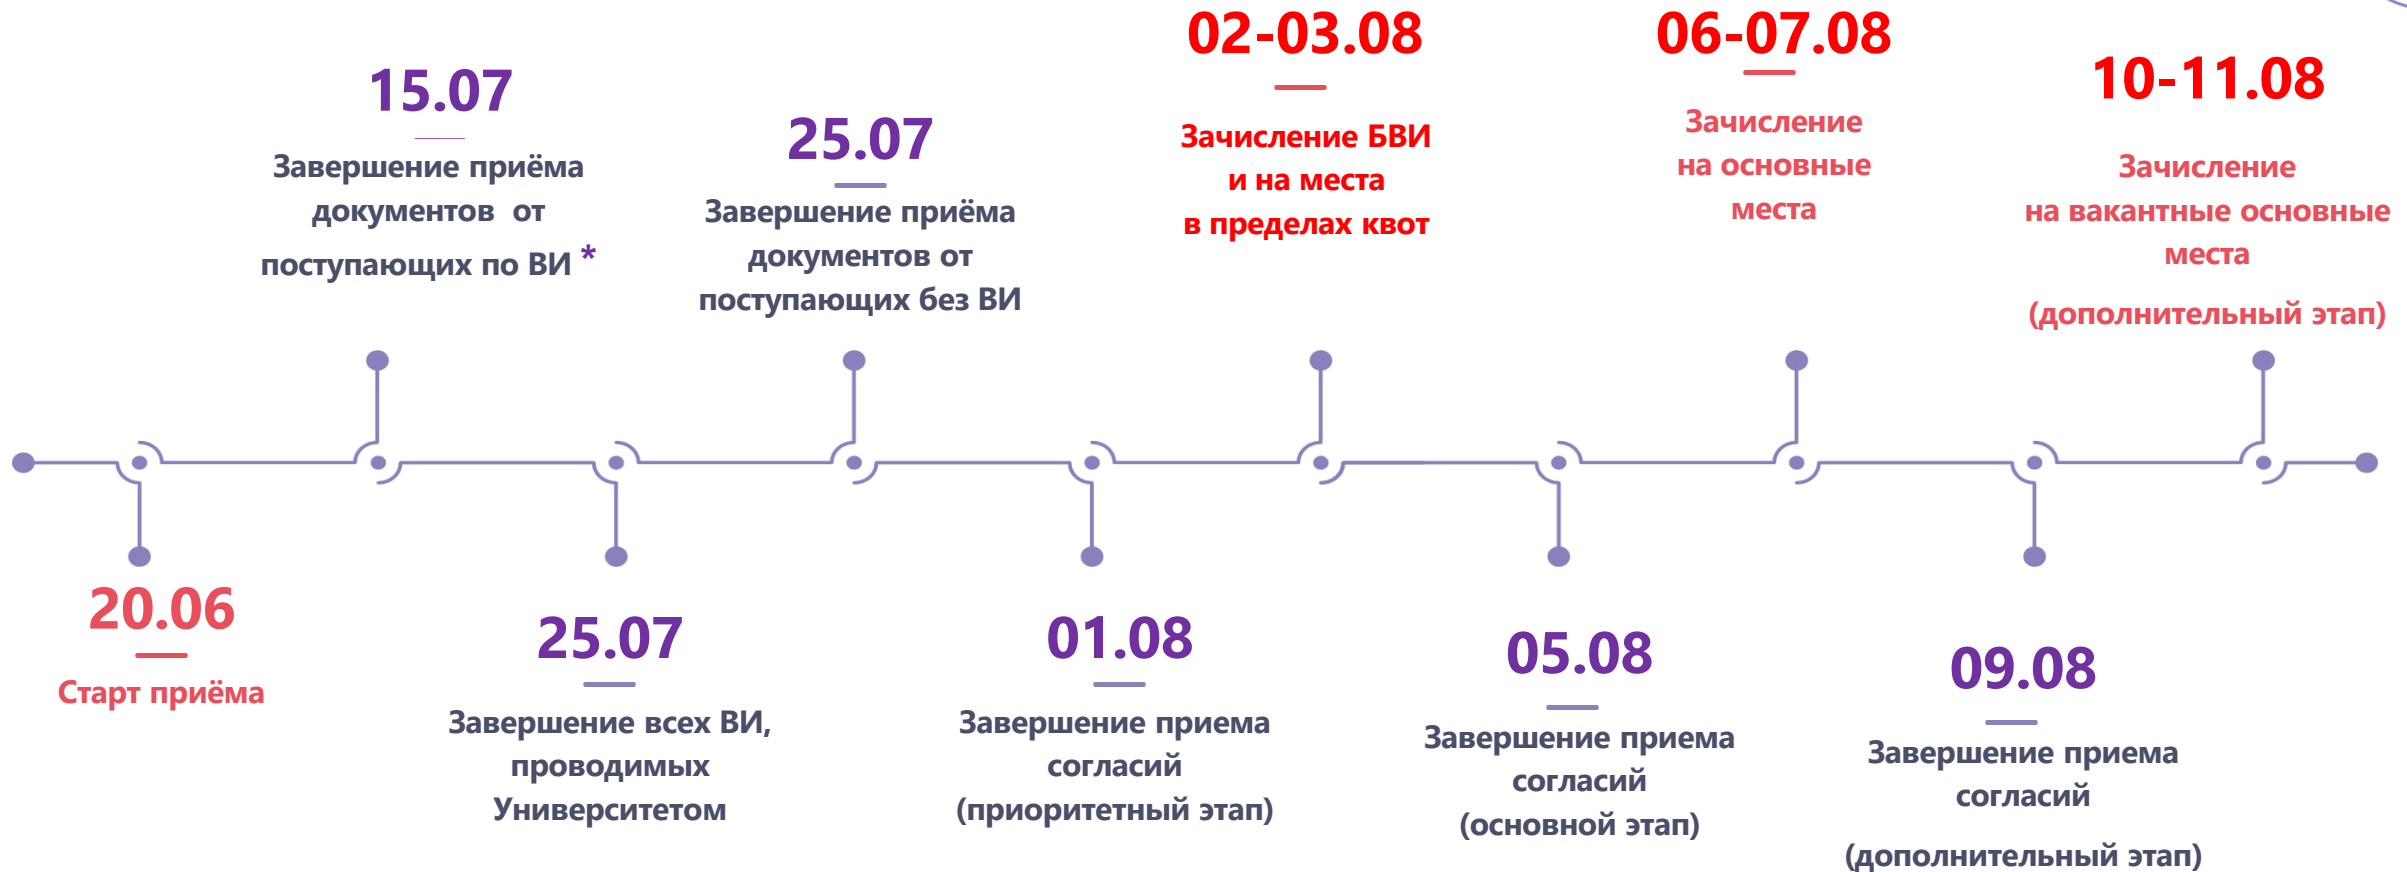 15.07
Завершение приёма
документов от
поступающих по ВИ *
25.07
Завершение приёма
документов от
поступающих без ВИ
02-03.08
Зачисление БВИ
и на места
в пределах квот
06-07.08
Зачисление
на основные
места
10-11.08
Зачисление
на вакантные основные
места
(дополнительный этап)
20.06
Старт приёма
25.07
Завершение всех ВИ,
проводимых
Университетом
01.08
Завершение приема
согласий
(приоритетный этап)
05.08
Завершение приема
согласий
(основной этап)
09.08
Завершение приема
согласий
(дополнительный этап)